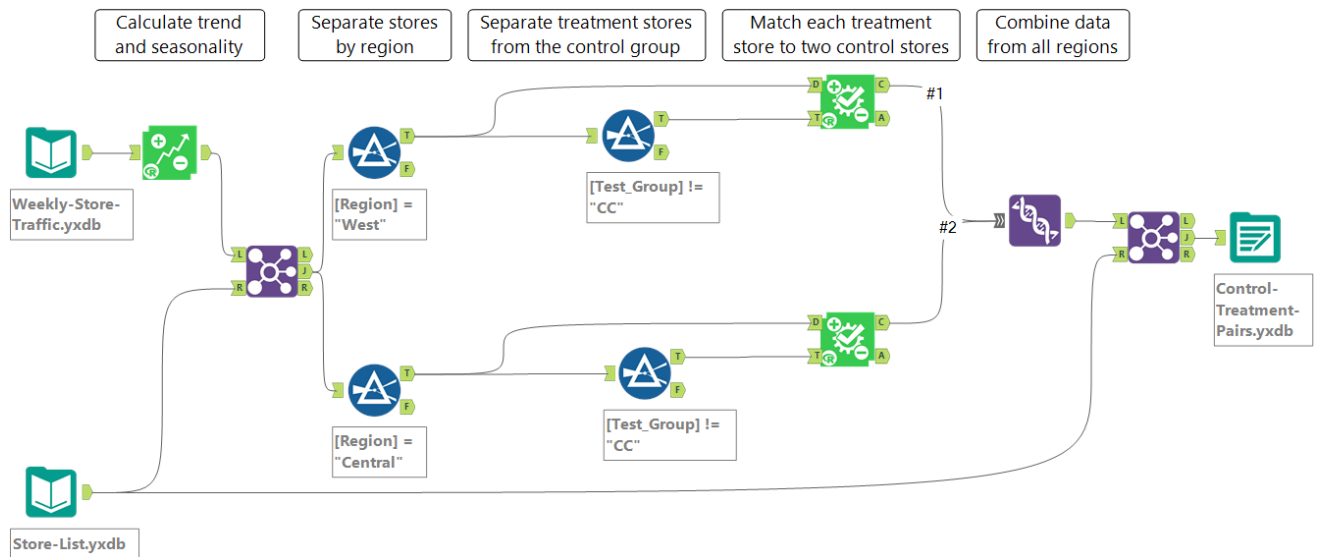 Calculate trend
and seasonality
Separate stores
by region
Separate treatment stores
from the control group
Match each treatment
store to two control stores
Combine data
from all regions
D
C
#1
T
A
R
T
F
T
F
R
Weekly-Store-
Traffic.yxdb
[Region] =
"West"
[Test_Group] !=
"CC"
L
L
J
R
R
#2
L
L
J
R
R
Control-
Treatment-
Pairs.yxdb
D
C
T
A
R
T
F
T
F
[Region] =
"Central"
[Test_Group] !=
"CC"
Store-List.yxdb